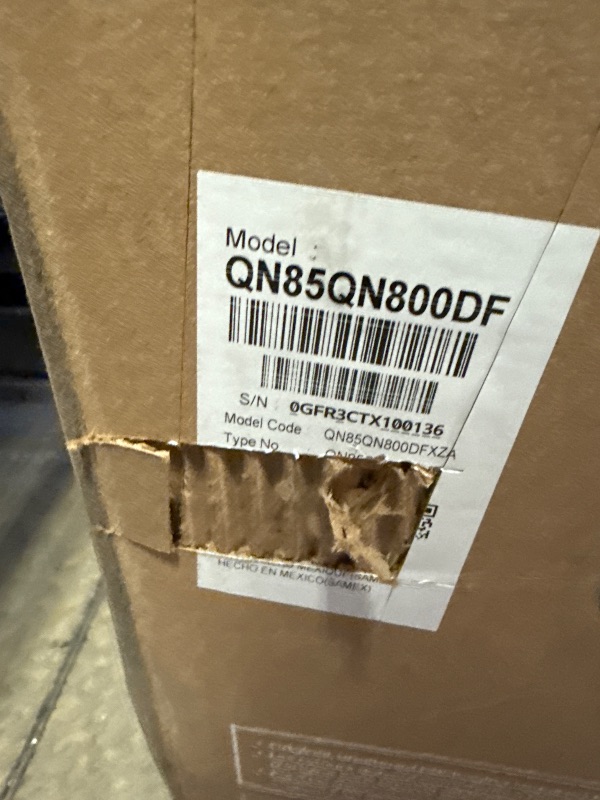 Model :
QN85QN800DF
S/N 0GFR3CTX100136
Model Code QN85QN800DFXZA
Type No
HECHO EN MEXICO(SAMEX)